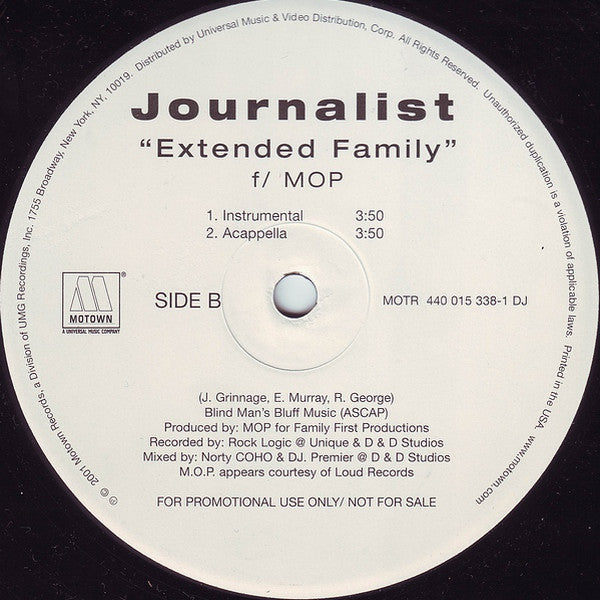 Journalist
“Extended Family”
f/ MOP
1. Instrumental 3:50
2. Acappella 3:50
MOTOWN ®
A UNIVERSAL MUSIC COMPANY
SIDE B
MOTR 440 015 338-1 DJ
(J. Grinnage, E. Murray, R. George)
Blind Man's Bluff Music (ASCAP)
Produced by: MOP for Family First Productions
Recorded by: Rock Logic @ Unique & D & D Studios
Mixed by: Norty COHO & DJ. Premier @ D & D Studios
M.O.P. appears courtesy of Loud Records
FOR PROMOTIONAL USE ONLY/ NOT FOR SALE
℗ © 2001 Motown Records, a Division of UMG Recordings, Inc. 1755 Broadway, New York, NY, 10019. Distributed by Universal Music & Video Distribution, Corp. All Rights Reserved. Unauthorized duplication is a violation of applicable laws. Printed in the USA. www.motown.com